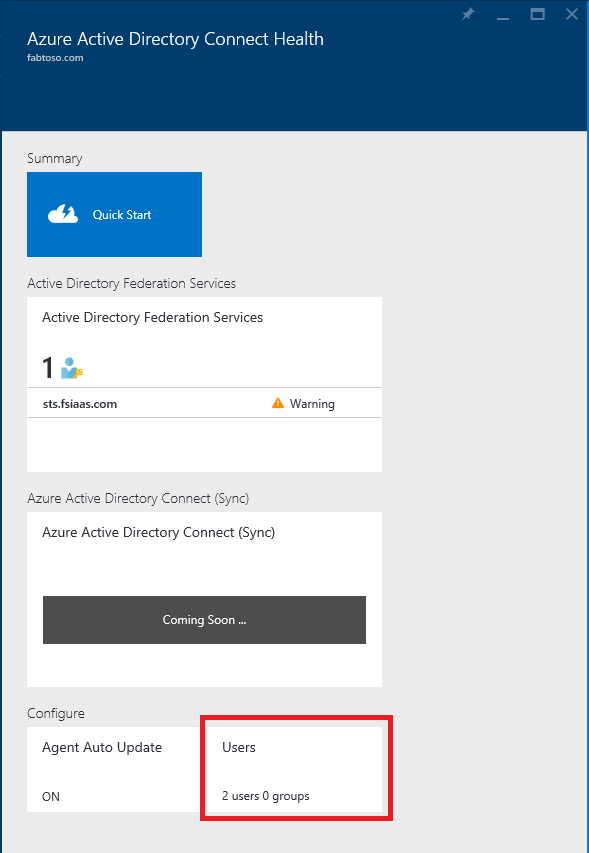 Azure Active Directory Connect Health
fabtoso.com
Summary
Quick Start
Active Directory Federation Services
Active Directory Federation Services
1
sts.fsiaas.com Warning
Azure Active Directory Connect (Sync)
Azure Active Directory Connect (Sync)
Coming Soon ...
Configure
Agent Auto Update Users
ON 2 users 0 groups